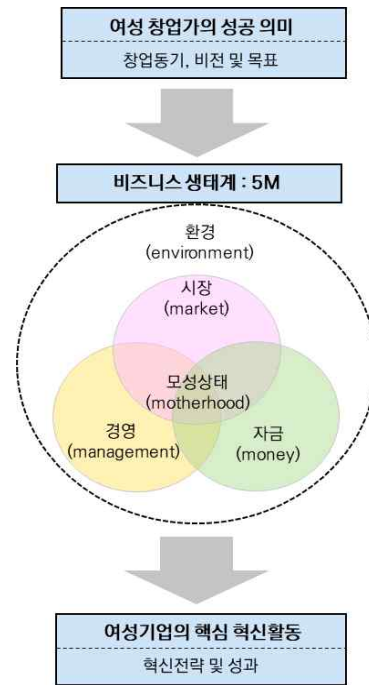 여성 창업가의 성공 의미
창업동기, 비전 및 목표
비즈니스 생태계 : 5M
환경
(environment)
시장
(market)
모성상태
(motherhood)
경영
(management)
자금
(money)
여성기업의 핵심 혁신활동
혁신전략 및 성과